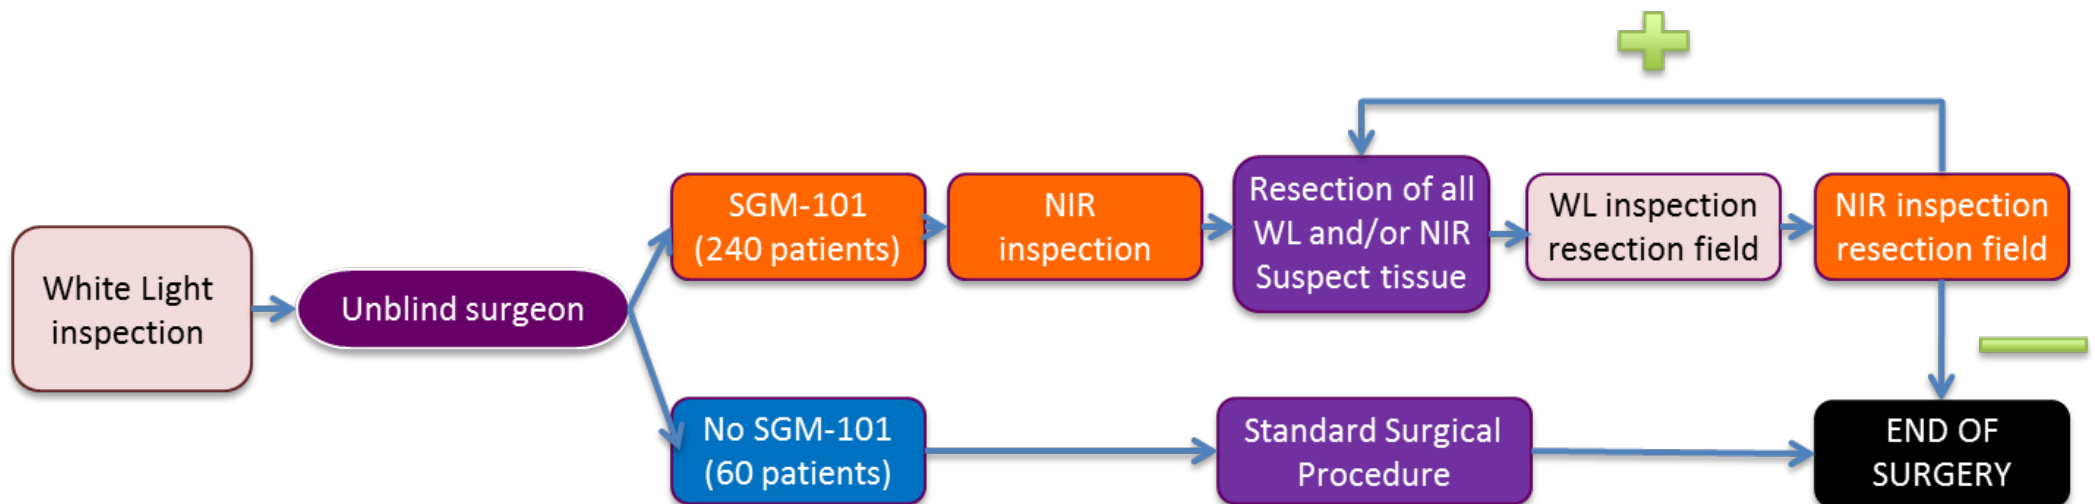 White Light
inspection
Unblind surgeon
SGM-101
(240 patients)
NIR
inspection
Resection of all
WL and/or NIR
Suspect tissue
WL inspection
resection field
NIR inspection
resection field
No SGM-101
(60 patients)
Standard Surgical
Procedure
END OF
SURGERY